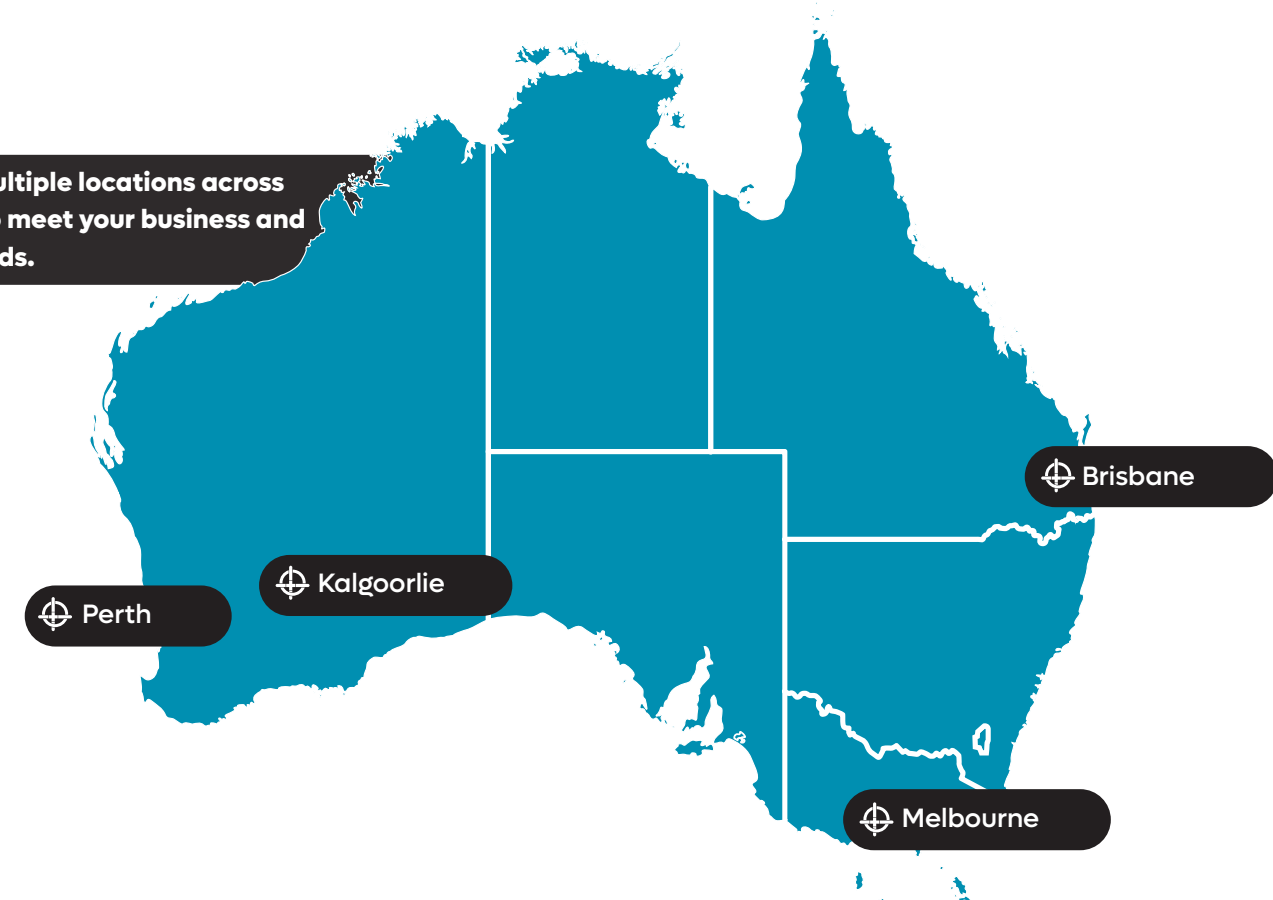 ultiple locations across
meet your business and
ds.
Brisbane
Kalgoorlie
Perth
Melbourne